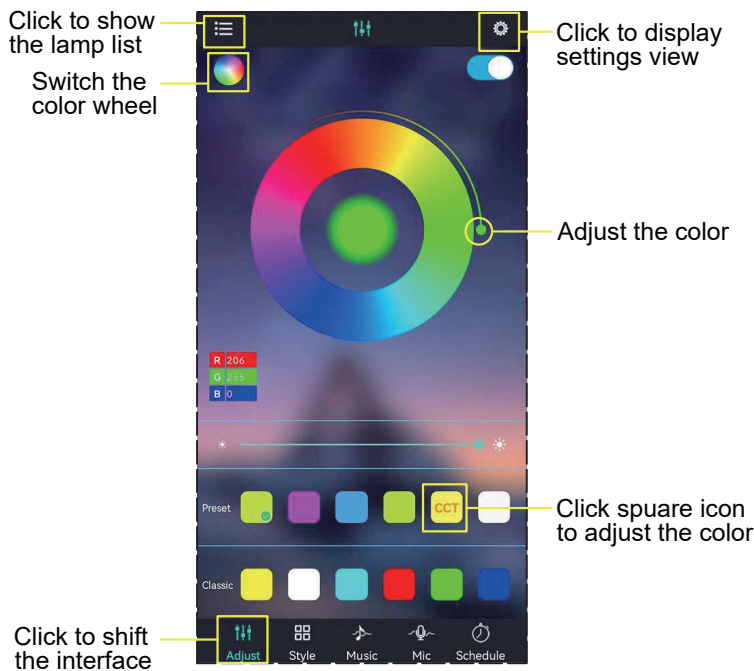 Click to show
the lamp list
Click to display
settings view
Switch the
color wheel
Adjust the color
R 206
G 255
B 0
Preset
CCT
Click spuare icon
to adjust the color
Classic
Click to shift
the interface
Adjust Style Music Mic Schedule